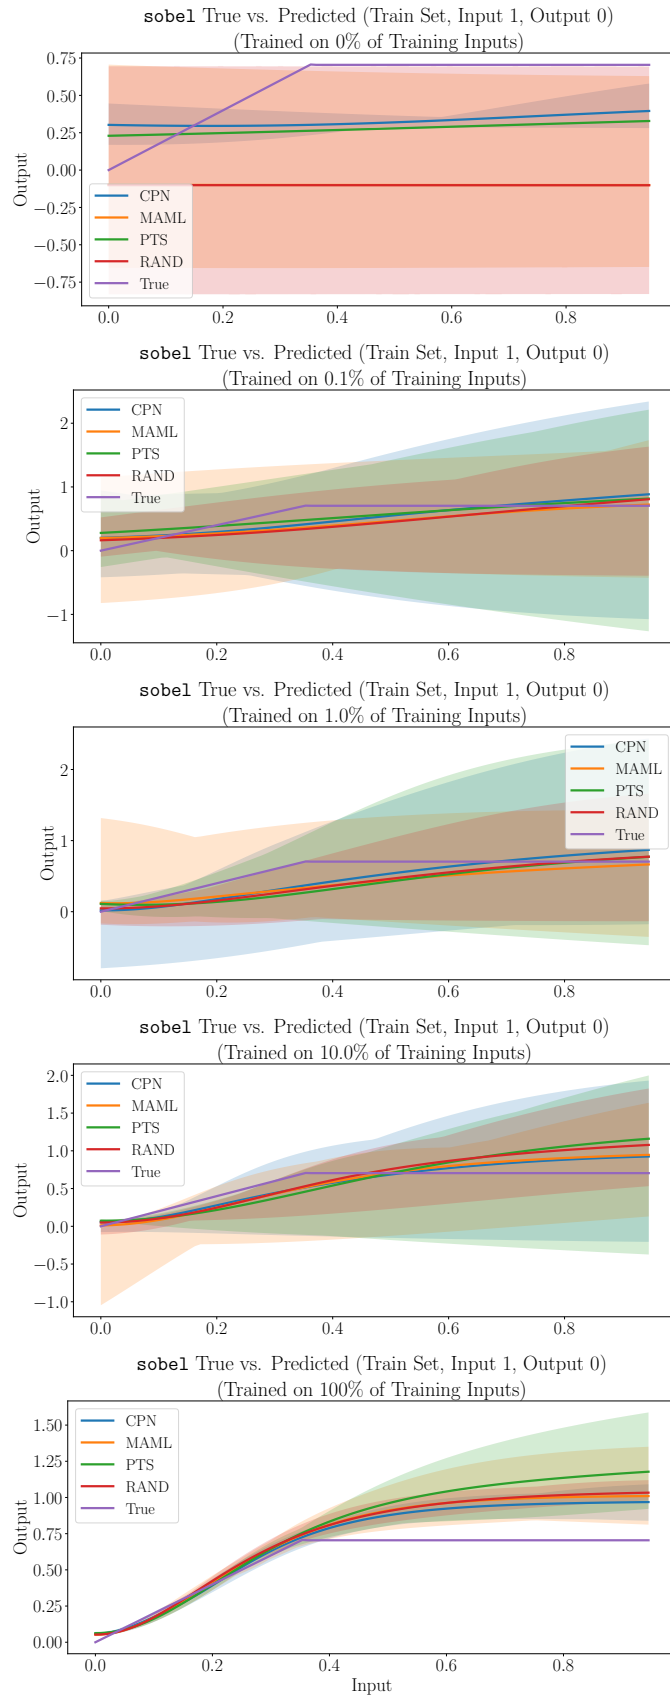 sobel True vs. Predicted (Train Set, Input 1, Output 0)
(Trained on 0% of Training Inputs)
0.75
0.50
0.25
0.00
−0.25
−0.50
−0.75
Output
CPN
MAML
PTS
RAND
True
0.0 0.2 0.4 0.6 0.8
sobel True vs. Predicted (Train Set, Input 1, Output 0)
(Trained on 0.1% of Training Inputs)
2
1
0
−1
Output
CPN
MAML
PTS
RAND
True
0.0 0.2 0.4 0.6 0.8
sobel True vs. Predicted (Train Set, Input 1, Output 0)
(Trained on 1.0% of Training Inputs)
2
1
0
Output
CPN
MAML
PTS
RAND
True
0.0 0.2 0.4 0.6 0.8
sobel True vs. Predicted (Train Set, Input 1, Output 0)
(Trained on 10.0% of Training Inputs)
2.0
1.5
1.0
0.5
0.0
−0.5
−1.0
Output
CPN
MAML
PTS
RAND
True
0.0 0.2 0.4 0.6 0.8
sobel True vs. Predicted (Train Set, Input 1, Output 0)
(Trained on 100% of Training Inputs)
1.50
1.25
1.00
0.75
0.50
0.25
0.00
Output
CPN
MAML
PTS
RAND
True
0.0 0.2 0.4 0.6 0.8
Input